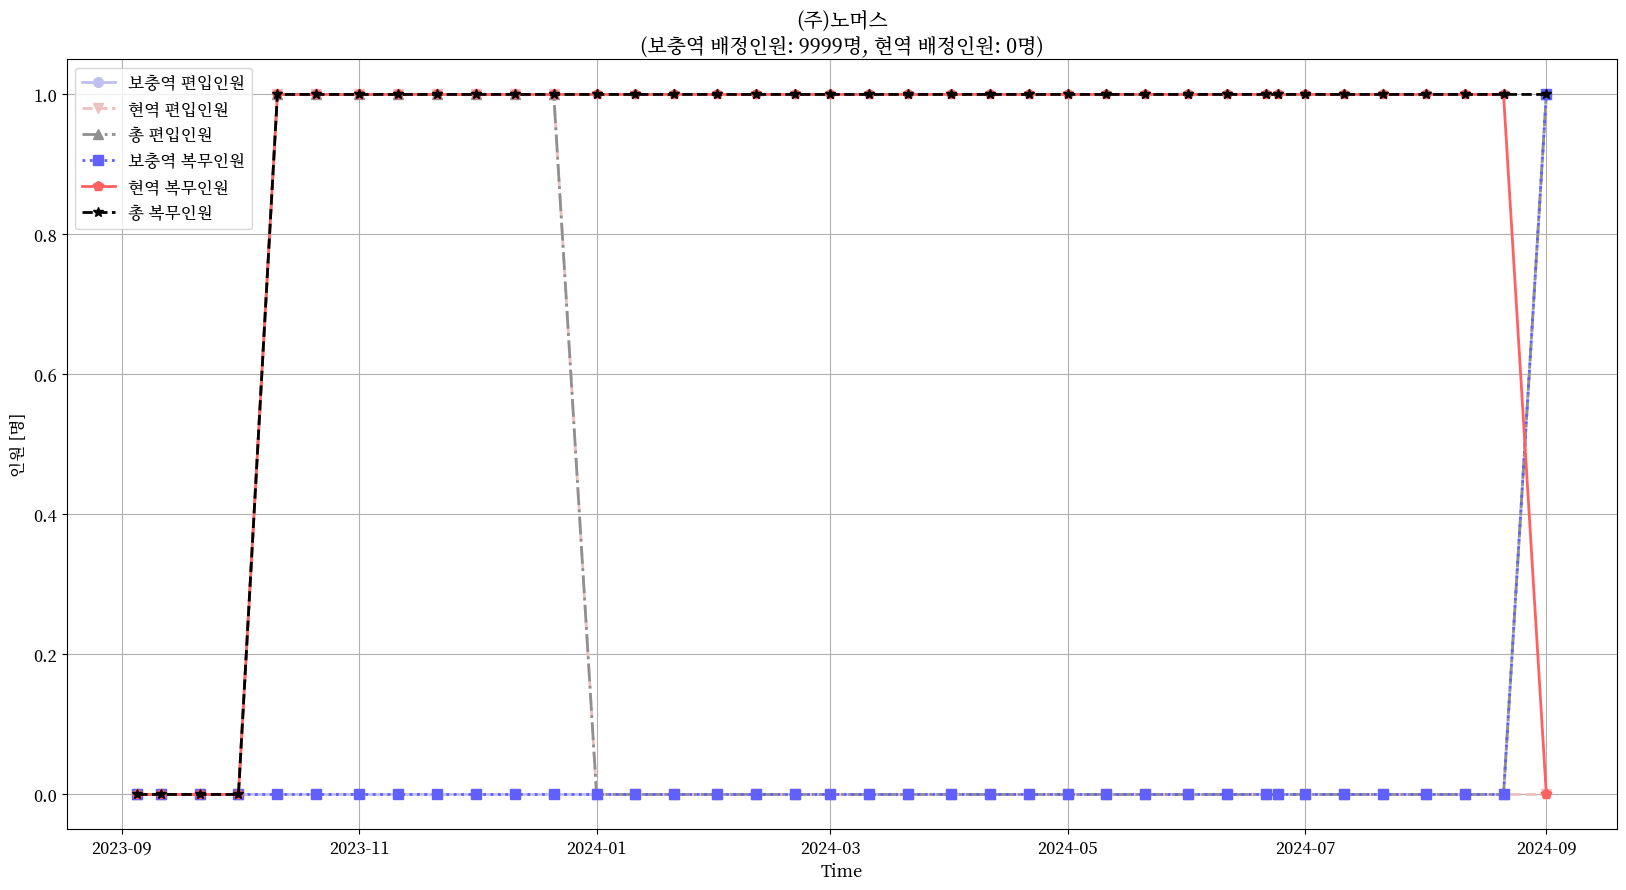 (주)노머스
(보충역 배정인원: 9999명, 현역 배정인원: 0명)
보충역 편입인원
현역 편입인원
총 편입인원
보충역 복무인원
현역 복무인원
총 복무인원
1.0
0.8
0.6
0.4
0.2
0.0
인원 [명]
2023-09
2023-11
2024-01
2024-03
2024-05
2024-07
2024-09
Time